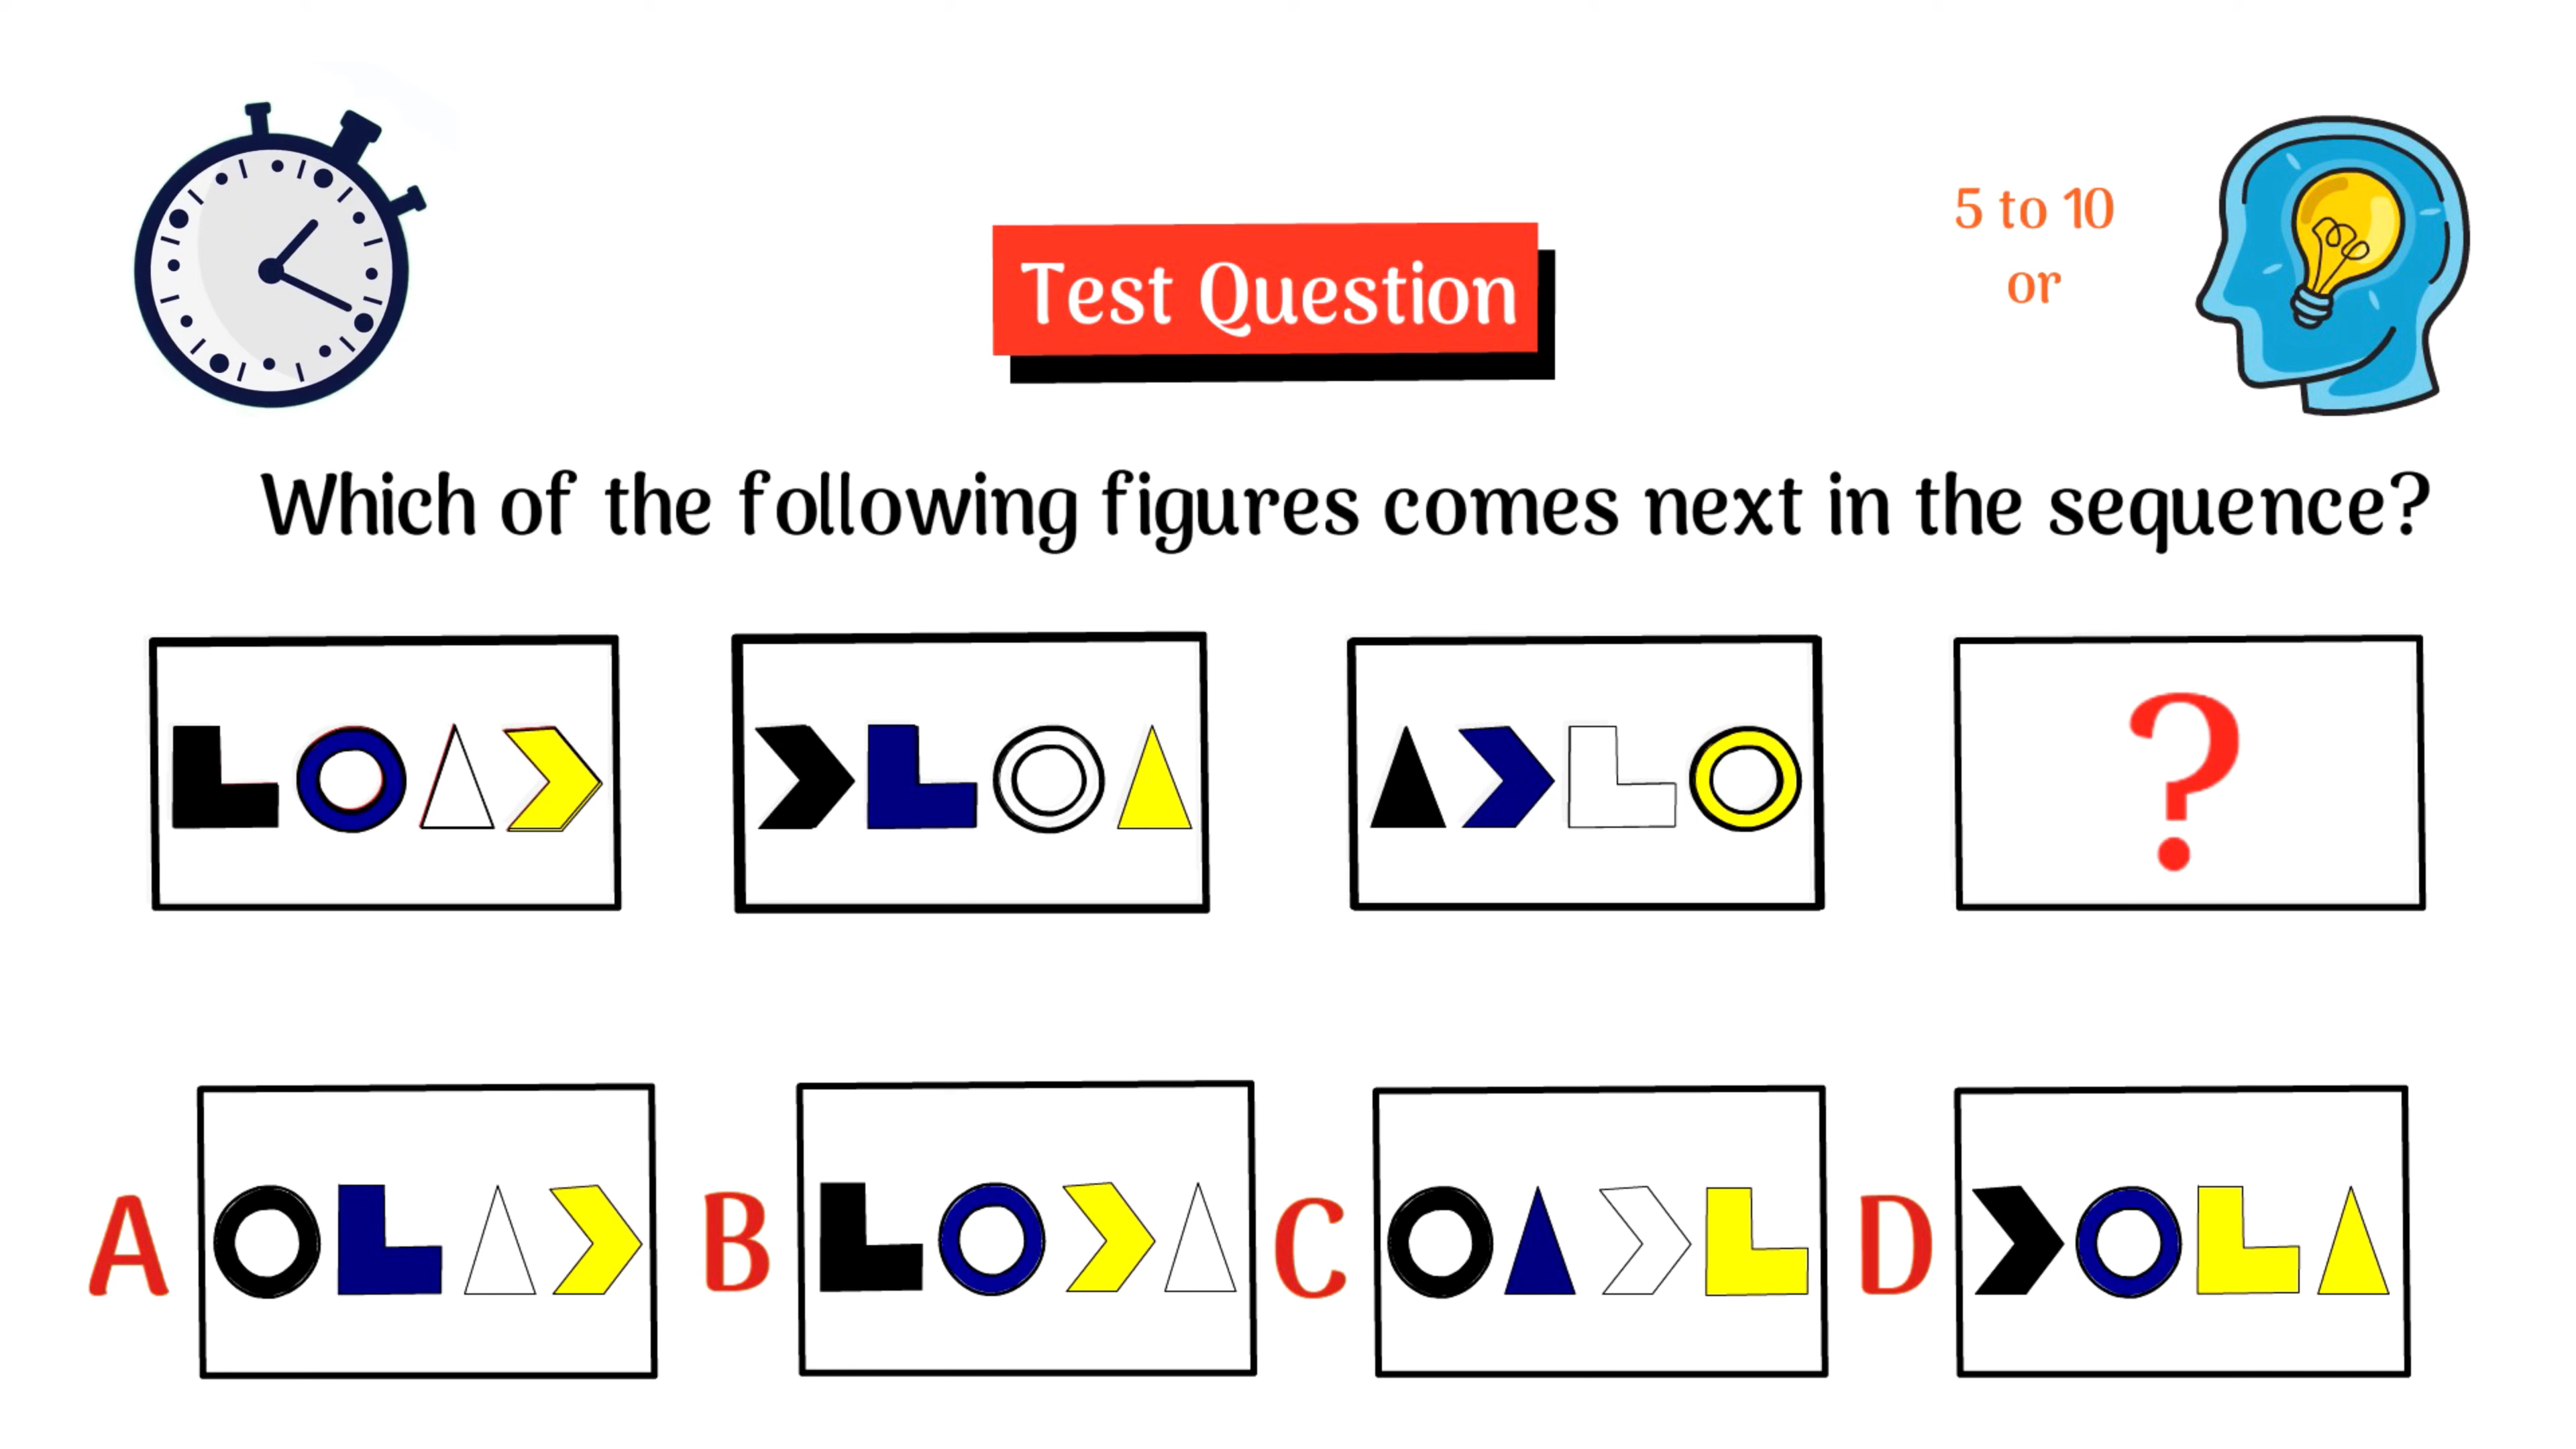 5 to 10
or
Test Question
Which of the following figures comes next in the sequence?
?
A
B
C
D